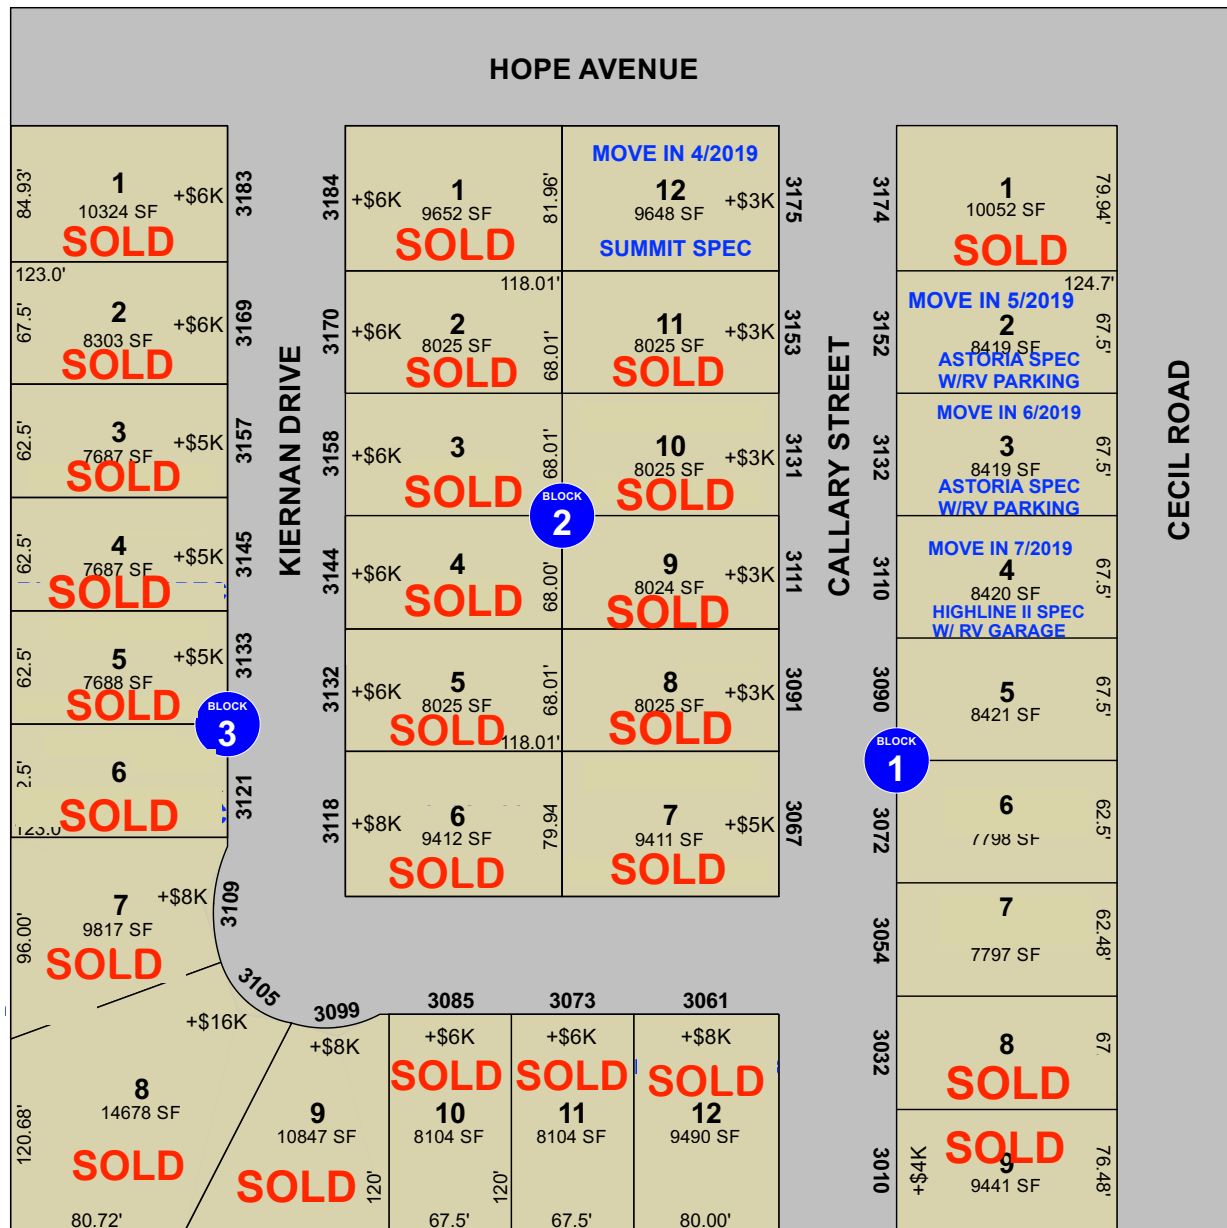 HOPE AVENUE
KIERNAN DRIVE
CALLARY STREET
CECIL ROAD
BLOCK
3
84.93'
1
10324 SF
+$6K
SOLD
3183
123.0'
67.5'
2
8303 SF
+$6K
SOLD
3169
62.5'
3
7687 SF
+$5K
SOLD
3157
62.5'
4
7687 SF
+$5K
SOLD
3145
62.5'
5
7688 SF
+$5K
SOLD
3133
2.5'
6
SOLD
3121
123.0
96.00'
7
9817 SF
+$8K
SOLD
3109
3105
+$16K
8
14678 SF
SOLD
120.68'
80.72'
3099
+$8K
9
10847 SF
SOLD
120'
3085
+$6K
SOLD
10
8104 SF
120'
67.5'
3073
+$6K
SOLD
11
8104 SF
67.5'
3061
+$8K
SOLD
12
9490 SF
80.00'
BLOCK
2
3184
+$6K
1
9652 SF
81.96'
SOLD
118.01'
3170
+$6K
2
8025 SF
68.01'
SOLD
3158
+$6K
3
68.01'
SOLD
3144
+$6K
4
68.00'
SOLD
3132
+$6K
5
8025 SF
68.01'
SOLD
118.01'
3118
+$8K
6
9412 SF
79.94
SOLD
MOVE IN 4/2019
12
9648 SF
+$3K
SUMMIT SPEC
3175
11
8025 SF
+$3K
SOLD
3153
10
8025 SF
+$3K
SOLD
3131
9
8024 SF
+$3K
SOLD
3111
8
8025 SF
+$3K
SOLD
3091
7
9411 SF
+$5K
SOLD
3067
BLOCK
1
3174
1
10052 SF
79.94'
SOLD
124.7'
3152
MOVE IN 5/2019
2
8419 SF
67.5'
ASTORIA SPEC
W/RV PARKING
3132
MOVE IN 6/2019
3
8419 SF
67.5'
ASTORIA SPEC
W/RV PARKING
3110
MOVE IN 7/2019
4
8420 SF
67.5'
HIGHLINE II SPEC
W/ RV GARAGE
3090
5
8421 SF
67.5'
3072
6
7798 SF
62.5'
3054
7
7797 SF
62.48'
3032
8
67.
SOLD
3010
+$4K
SOLD
9
9441 SF
76.48'